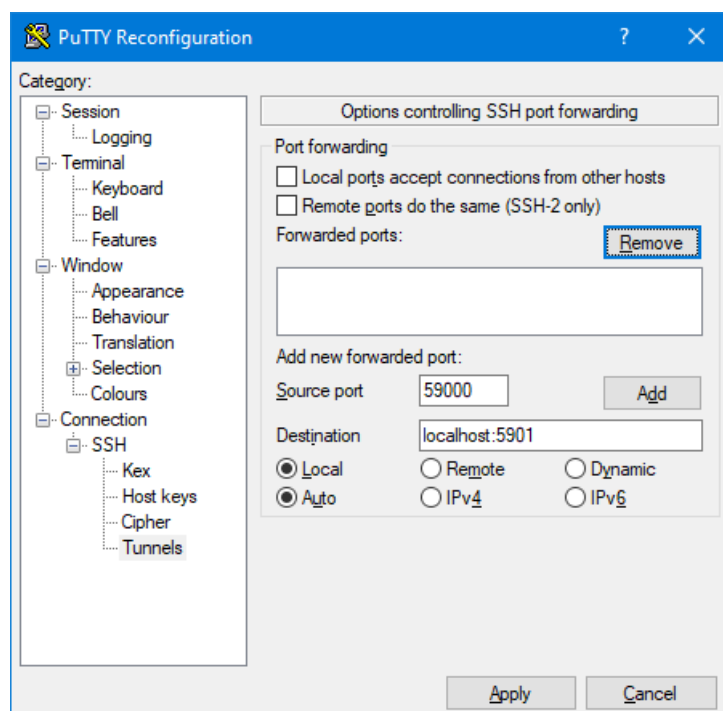 PuTTY Reconfiguration
?
Category:
Session
Logging
Terminal
Keyboard
Bell
Features
Window
Appearance
Behaviour
Translation
Selection
Colours
Connection
SSH
Kex
Host keys
Cipher
Tunnels
Options controlling SSH port forwarding
Port forwarding
Local ports accept connections from other hosts
Remote ports do the same (SSH-2 only)
Forwarded ports:
Remove
Add new forwarded port:
Source port 59000 Add
Destination localhost:5901
Local Remote Dynamic
Auto IPv4 IPv6
Apply Cancel